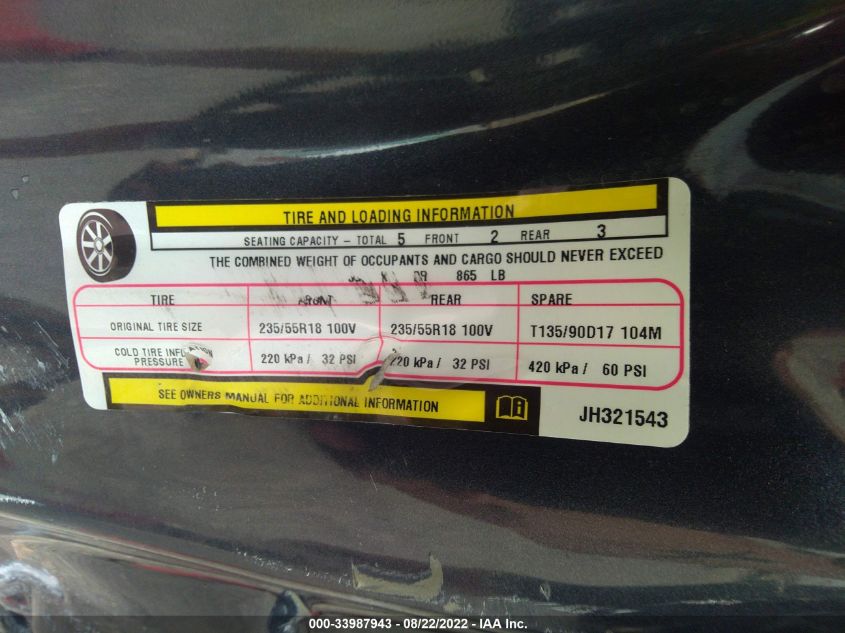 TIRE AND LOADING INFORMATION
SEATING CAPACITY - TOTAL 5 FRONT 2 REAR 3
THE COMBINED WEIGHT OF OCCUPANTS AND CARGO SHOULD NEVER EXCEED
865 LB
TIRE FRONT REAR SPARE
ORIGINAL TIRE SIZE 235/55R18 100V 235/55R18 100V T135/90D17 104M
COLD TIRE INFLATION PRESSURE 220 kPa / 32 PSI 220 kPa / 32 PSI 420 kPa / 60 PSI
SEE OWNERS MANUAL FOR ADDITIONAL INFORMATION
JH321543
000-33987943 - 08/22/2022 - IAA Inc.